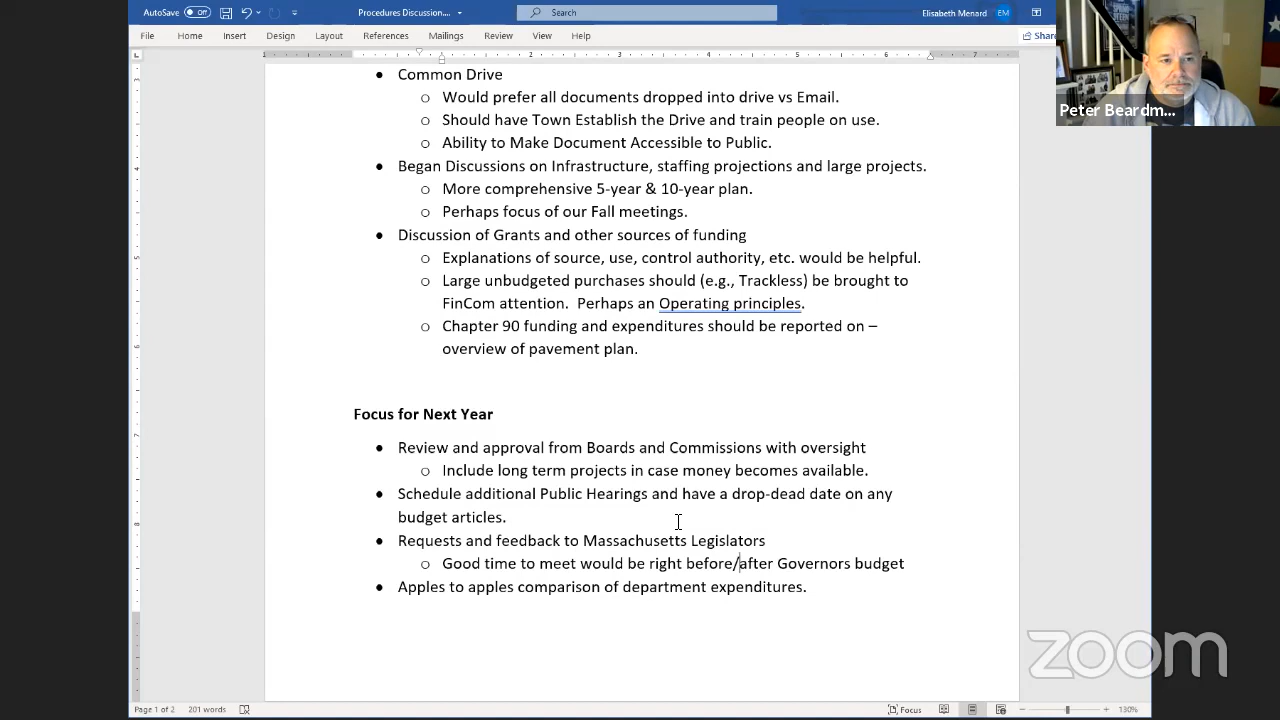 AutoSave Off Procedures Discussion.... Search Elisabeth Menard EM
File Home Insert Design Layout References Mailings Review View Help Share
1 1 2 3 4 5 6 7
Common Drive
Would prefer all documents dropped into drive vs Email.
Should have Town Establish the Drive and train people on use.
Ability to Make Document Accessible to Public.
Began Discussions on Infrastructure, staffing projections and large projects.
More comprehensive 5-year & 10-year plan.
Perhaps focus of our Fall meetings.
Discussion of Grants and other sources of funding
Explanations of source, use, control authority, etc. would be helpful.
Large unbudgeted purchases should (e.g., Trackless) be brought to
FinCom attention.  Perhaps an Operating principles.
Chapter 90 funding and expenditures should be reported on –
overview of pavement plan.
Focus for Next Year
Review and approval from Boards and Commissions with oversight
Include long term projects in case money becomes available.
Schedule additional Public Hearings and have a drop-dead date on any
budget articles.
Requests and feedback to Massachusetts Legislators
Good time to meet would be right before/after Governors budget
Apples to apples comparison of department expenditures.
Peter Beardm...
zoom
Page 1 of 2 201 words Focus 130%